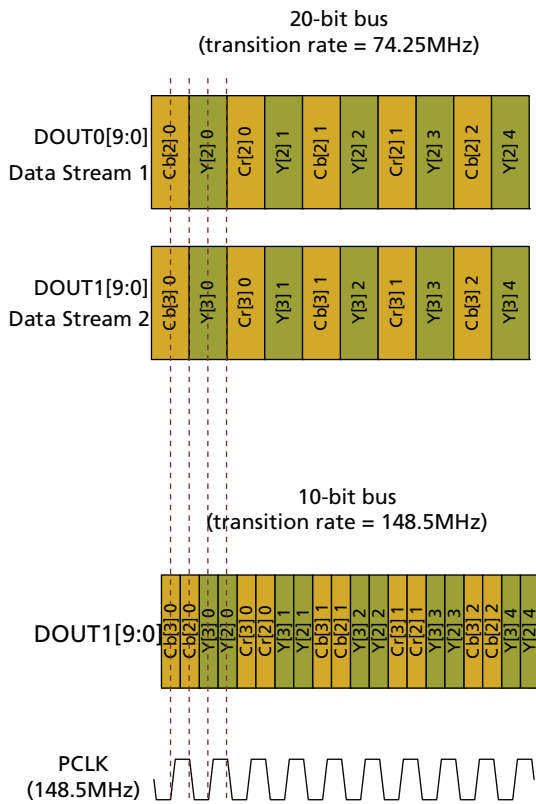 20-bit bus
(transition rate = 74.25MHz)
DOUT0[9:0]
Data Stream 1
Cb[2] 0
Y[2] 0
Cr[2] 0
Y[2] 1
Cb[2] 1
Y[2] 2
Cr[2] 1
Y[2] 3
Cb[2] 2
Y[2] 4
DOUT1[9:0]
Data Stream 2
Cb[3] 0
Y[3] 0
Cr[3] 0
Y[3] 1
Cb[3] 1
Y[3] 2
Cr[3] 1
Y[3] 3
Cb[3] 2
Y[3] 4
10-bit bus
(transition rate = 148.5MHz)
DOUT1[9:0]
Cb[3] 0
Cb[2] 0
Y[3] 0
Y[2] 0
Cr[3] 0
Cr[2] 0
Y[3] 1
Y[2] 1
Cb[3] 1
Cb[2] 1
Y[3] 2
Y[2] 2
Cr[3] 1
Cr[2] 1
Y[3] 3
Y[2] 3
Cb[3] 2
Cb[2] 2
Y[3] 4
Y[2] 4
PCLK
(148.5MHz)